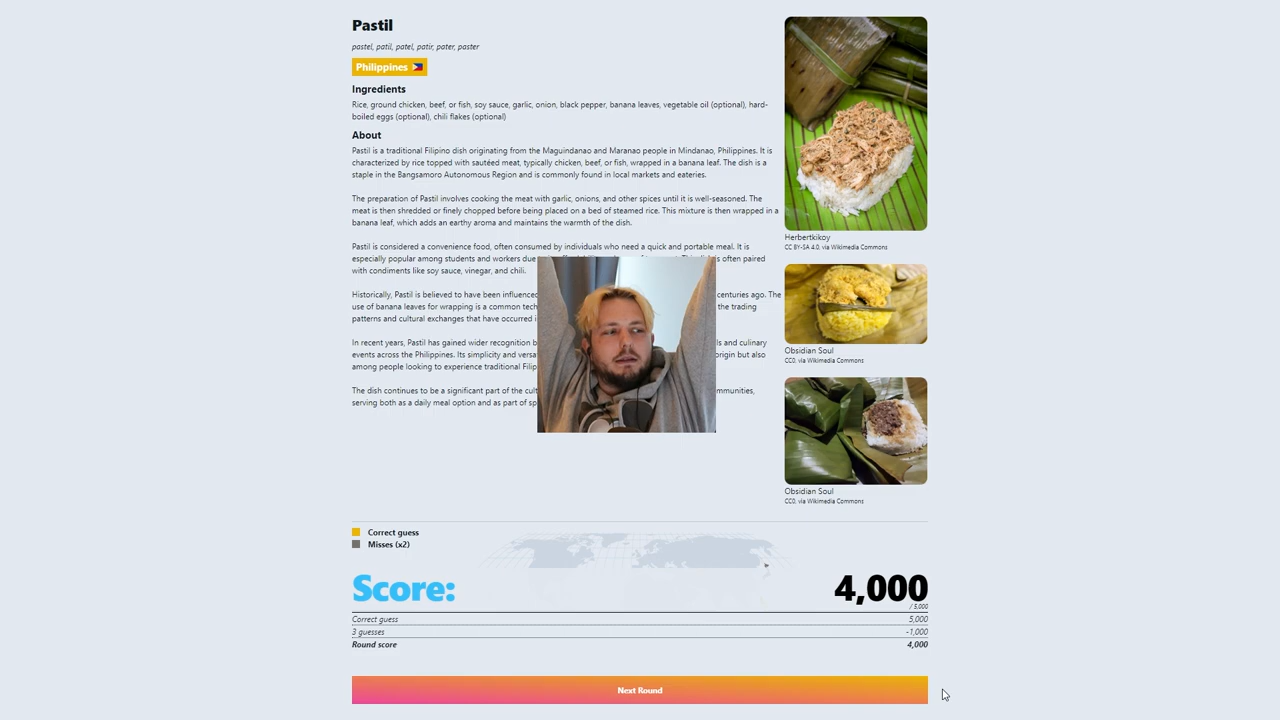 Pastil
pastel, patil, patel, patir, pater, paster
Philippines
Ingredients
Rice, ground chicken, beef, or fish, soy sauce, garlic, onion, black pepper, banana leaves, vegetable oil (optional), hard-
boiled eggs (optional), chili flakes (optional)
About
Pastil is a traditional Filipino dish originating from the Maguindanao and Maranao people in Mindanao, Philippines. It is
characterized by rice topped with sautéed meat, typically chicken, beef, or fish, wrapped in a banana leaf. The dish is a
staple in the Bangsamoro Autonomous Region and is commonly found in local markets and eateries.
The preparation of Pastil involves cooking the meat with garlic, onions, and other spices until it is well-seasoned. The
meat is then shredded or finely chopped before being placed on a bed of steamed rice. This mixture is then wrapped in a
banana leaf, which adds an earthy aroma and maintains the warmth of the dish.
Pastil is considered a convenience food, often consumed by individuals who need a quick and portable meal. It is
especially popular among students and workers due is often paired
with condiments like soy sauce, vinegar, and chili.
Historically, Pastil is believed to have been influenced centuries ago. The
use of banana leaves for wrapping is a common the trading
patterns and cultural exchanges that have occurred
In recent years, Pastil has gained wider recognition and culinary
events across the Philippines. Its simplicity and origin but also
among people looking to experience traditional
The dish continues to be a significant part of the
serving both as a daily meal option and as part of
Herbertkikoy
CC BY-SA 4.0, via Wikimedia Commons
Obsidian Soul
CC0, via Wikimedia Commons
Obsidian Soul
CC0, via Wikimedia Commons
Correct guess
Misses (x2)
Score: 4,000
/ 5,000
Correct guess 5,000
3 guesses -1,000
Round score 4,000
Next Round